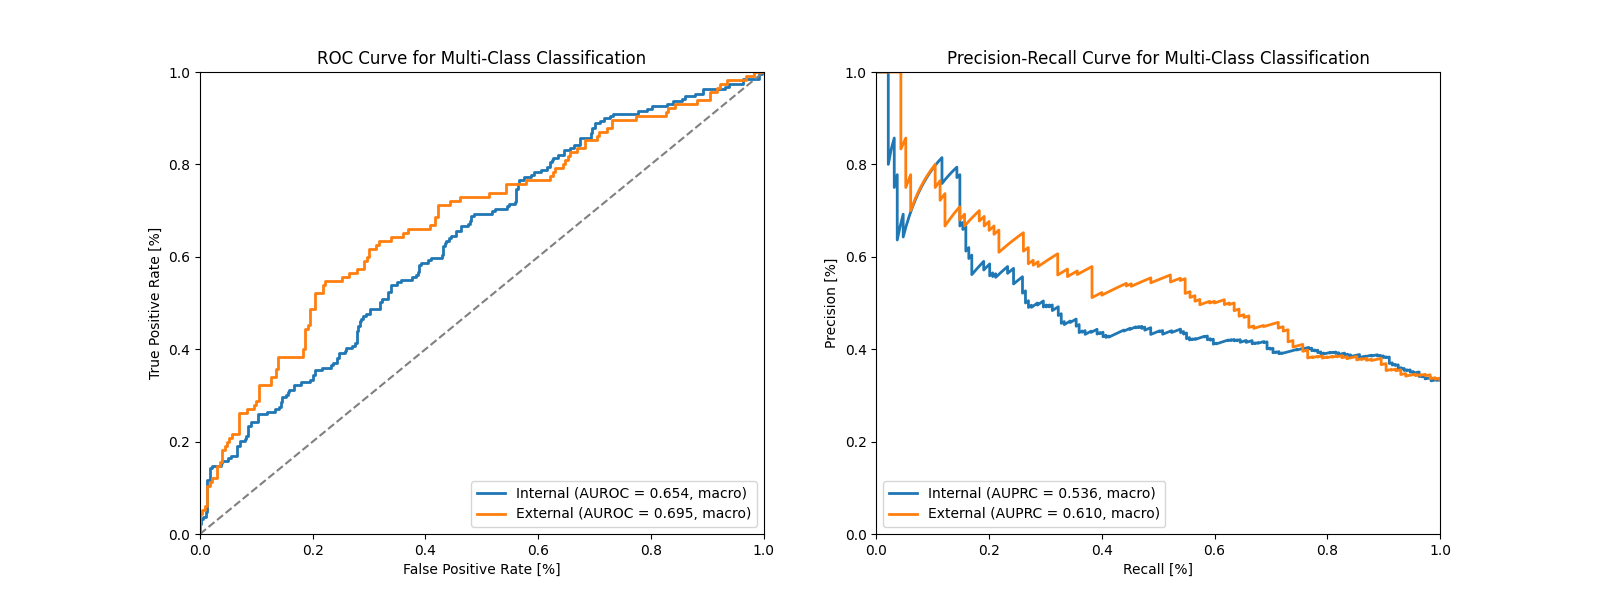 ROC Curve for Multi-Class Classification
1.0
0.8
0.6
0.4
0.2
0.0
True Positive Rate [%]
0.0 0.2 0.4 0.6 0.8 1.0
False Positive Rate [%]
Internal (AUROC = 0.654, macro)
External (AUROC = 0.695, macro)
Precision-Recall Curve for Multi-Class Classification
1.0
0.8
0.6
0.4
0.2
0.0
Precision [%]
0.0 0.2 0.4 0.6 0.8 1.0
Recall [%]
Internal (AUPRC = 0.536, macro)
External (AUPRC = 0.610, macro)